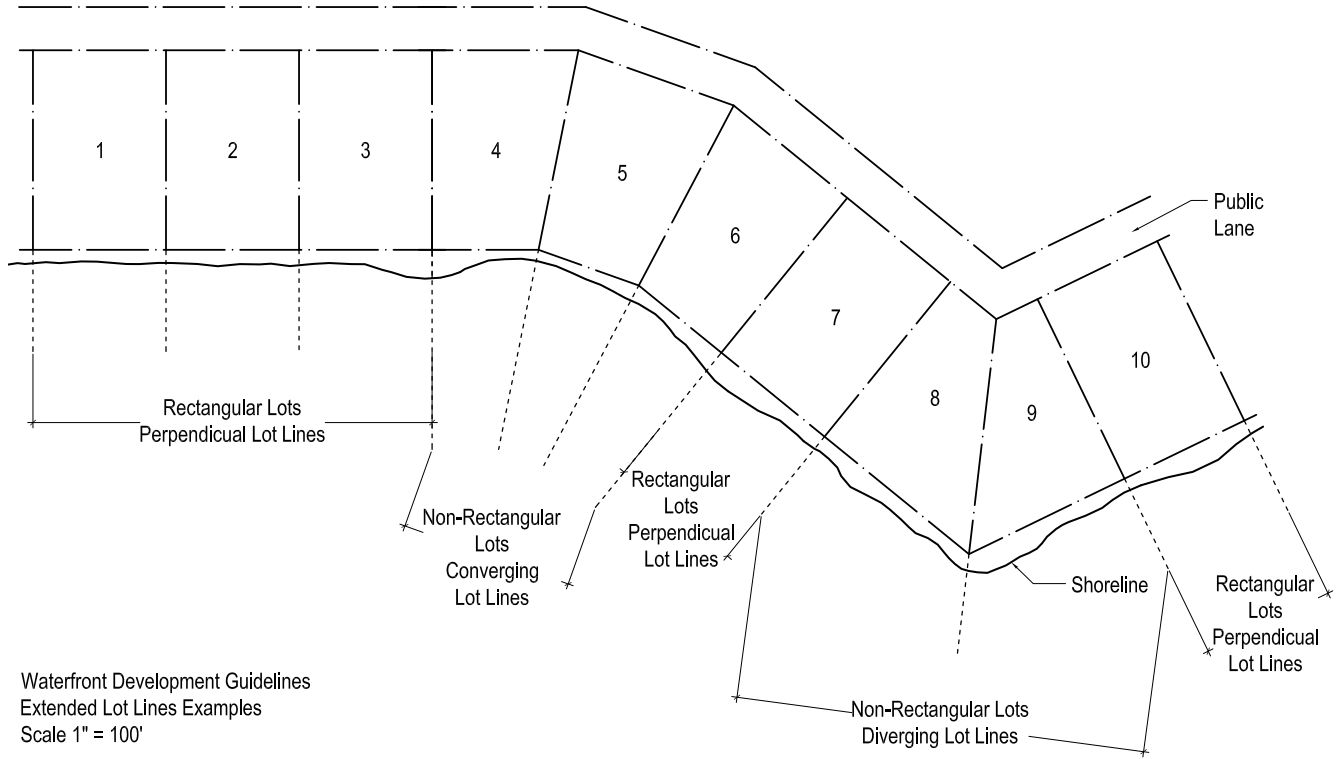 1
2
3
4
5
6
7
8
9
10
Public
Lane
Rectangular Lots
Perpendicual Lot Lines
Non-Rectangular
Lots
Converging
Lot Lines
Rectangular
Lots
Perpendicual
Lot Lines
Shoreline
Rectangular
Lots
Perpendicual
Lot Lines
Non-Rectangular Lots
Diverging Lot Lines
Waterfront Development Guidelines
Extended Lot Lines Examples
Scale 1" = 100'